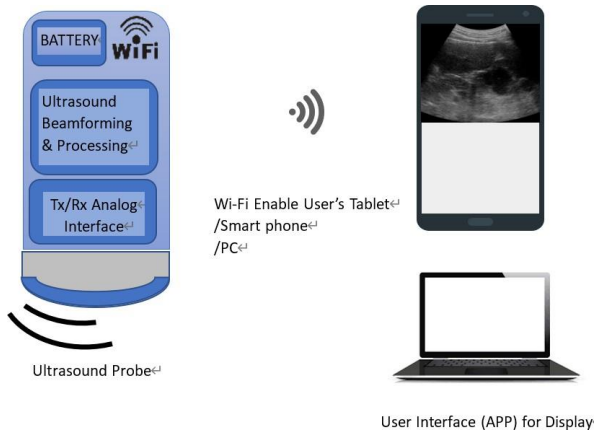 BATTERY
WiFi
Ultrasound
Beamforming
& Processing
Tx/Rx Analog
Interface
Wi-Fi Enable User’s Tablet
/Smart phone
/PC
Ultrasound Probe
User Interface (APP) for Display